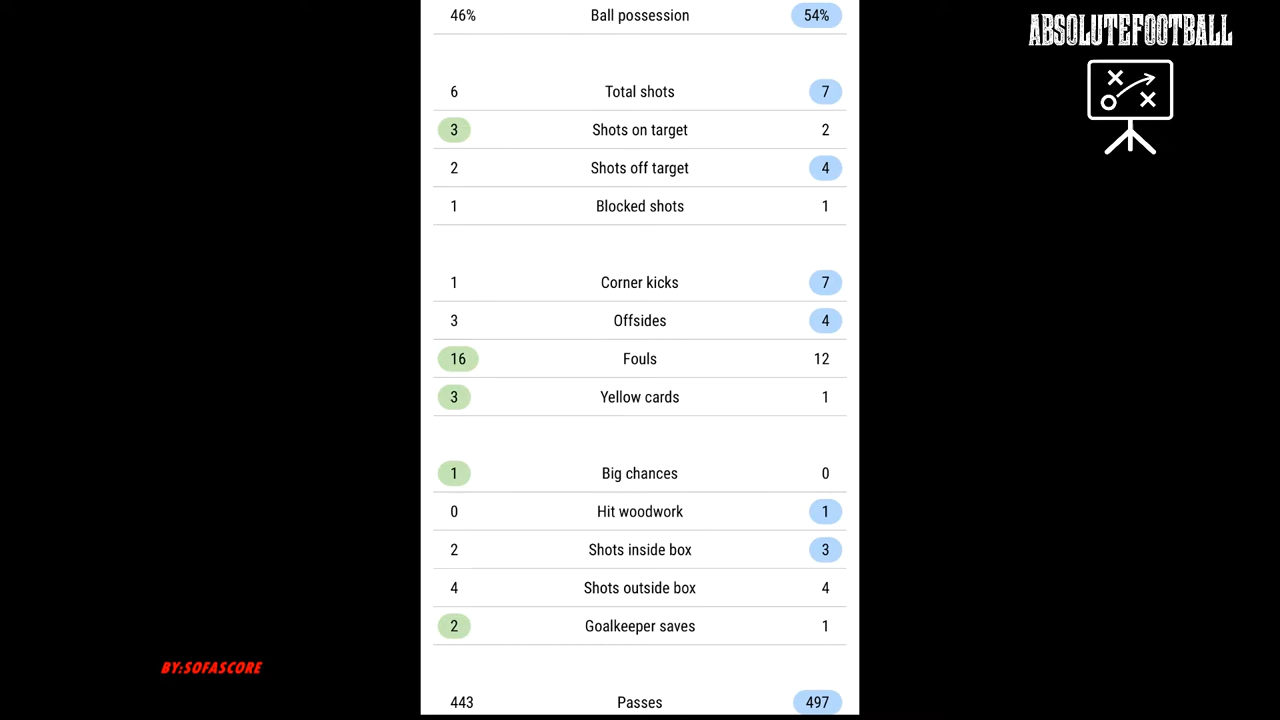 46% Ball possession 54%
ABSOLUTEFOOTBALL
6 Total shots 7
3 Shots on target 2
2 Shots off target 4
1 Blocked shots 1
1 Corner kicks 7
3 Offsides 4
16 Fouls 12
3 Yellow cards 1
1 Big chances 0
0 Hit woodwork 1
2 Shots inside box 3
4 Shots outside box 4
2 Goalkeeper saves 1
BY:SOFASCORE
443 Passes 497